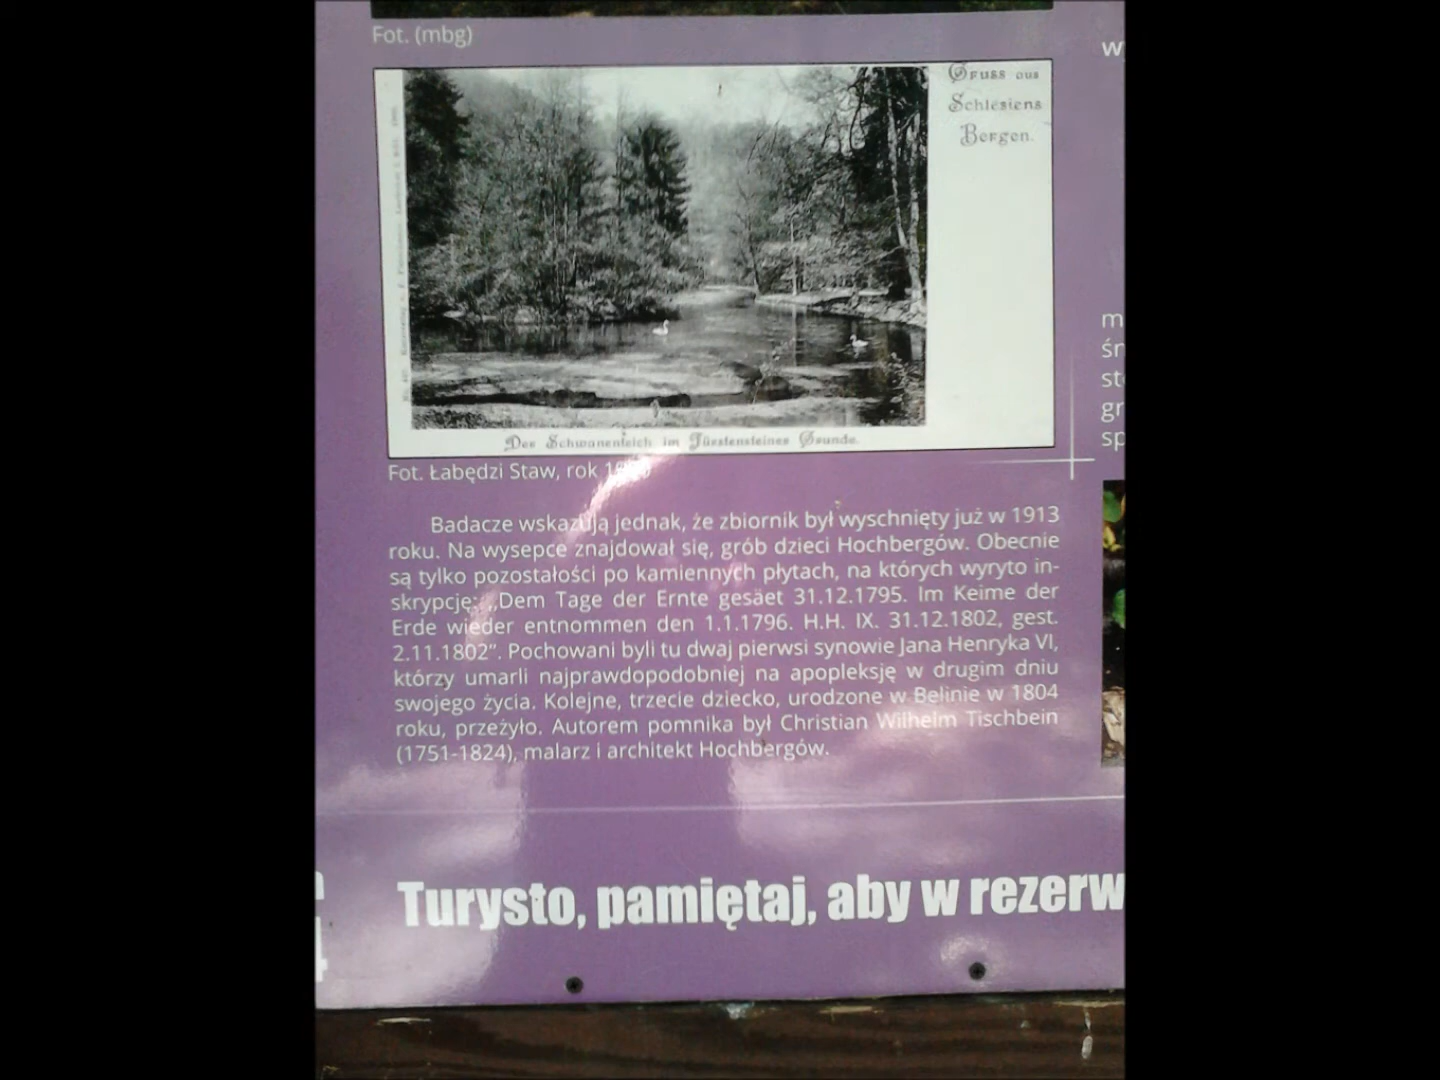 Fot. (mbg)
Gruss aus
Schlesiens
Bergen.
Der Schwanenteich im Fürstensteiner Grunde.
Fot. Łabędzi Staw, rok
Badacze wskazują jednak, że zbiornik był wyschnięty już w 1913
roku. Na wysepce znajdował się, grób dzieci Hochbergów. Obecnie
są tylko pozostałości po kamiennych płytach, na których wyryto in-
skrypcję: „Dem Tage der Ernte gesäet 31.12.1795. Im Keime der
Erde wieder entnommen den 1.1.1796. H.H. IX. 31.12.1802, gest.
2.11.1802”. Pochowani byli tu dwaj pierwsi synowie Jana Henryka VI,
którzy umarli najprawdopodobniej na apopleksję w drugim dniu
swojego życia. Kolejne, trzecie dziecko, urodzone w Belinie w 1804
roku, przeżyło. Autorem pomnika był Christian Wilhelm Tischbein
(1751-1824), malarz i architekt Hochbergów.
w
m
śr
st
gr
sp
Turysto, pamiętaj, aby w rezerw